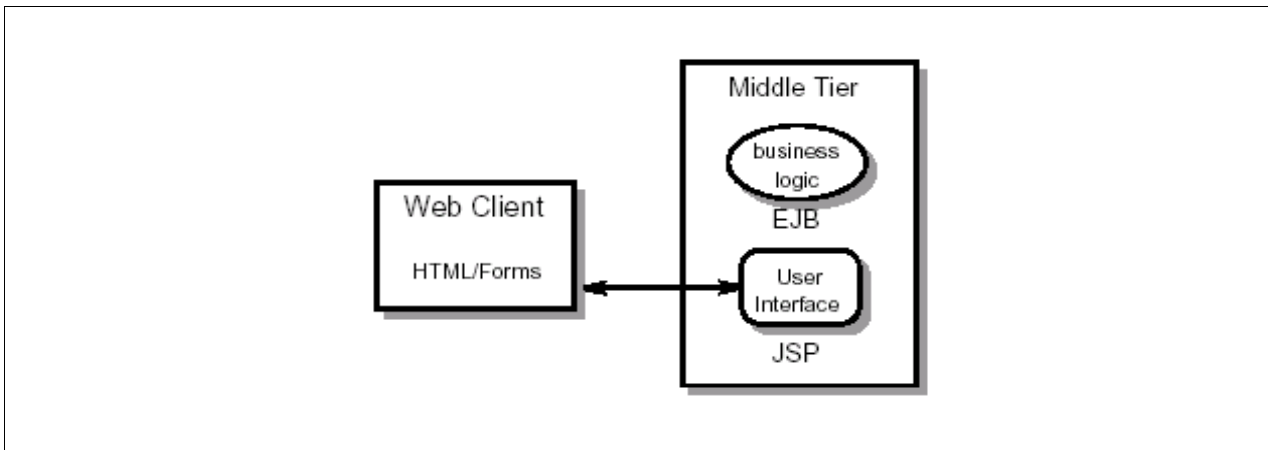 Web Client
HTML/Forms
Middle Tier
business
logic
EJB
User
Interface
JSP